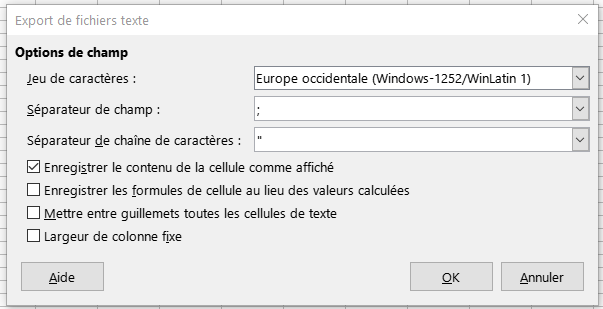 Export de fichiers texte
Options de champ
Jeu de caractères :
Europe occidentale (Windows-1252/WinLatin 1)
Séparateur de champ :
;
Séparateur de chaîne de caractères :
"
Enregistrer le contenu de la cellule comme affiché
Enregistrer les formules de cellule au lieu des valeurs calculées
Mettre entre guillemets toutes les cellules de texte
Largeur de colonne fixe
Aide
OK
Annuler